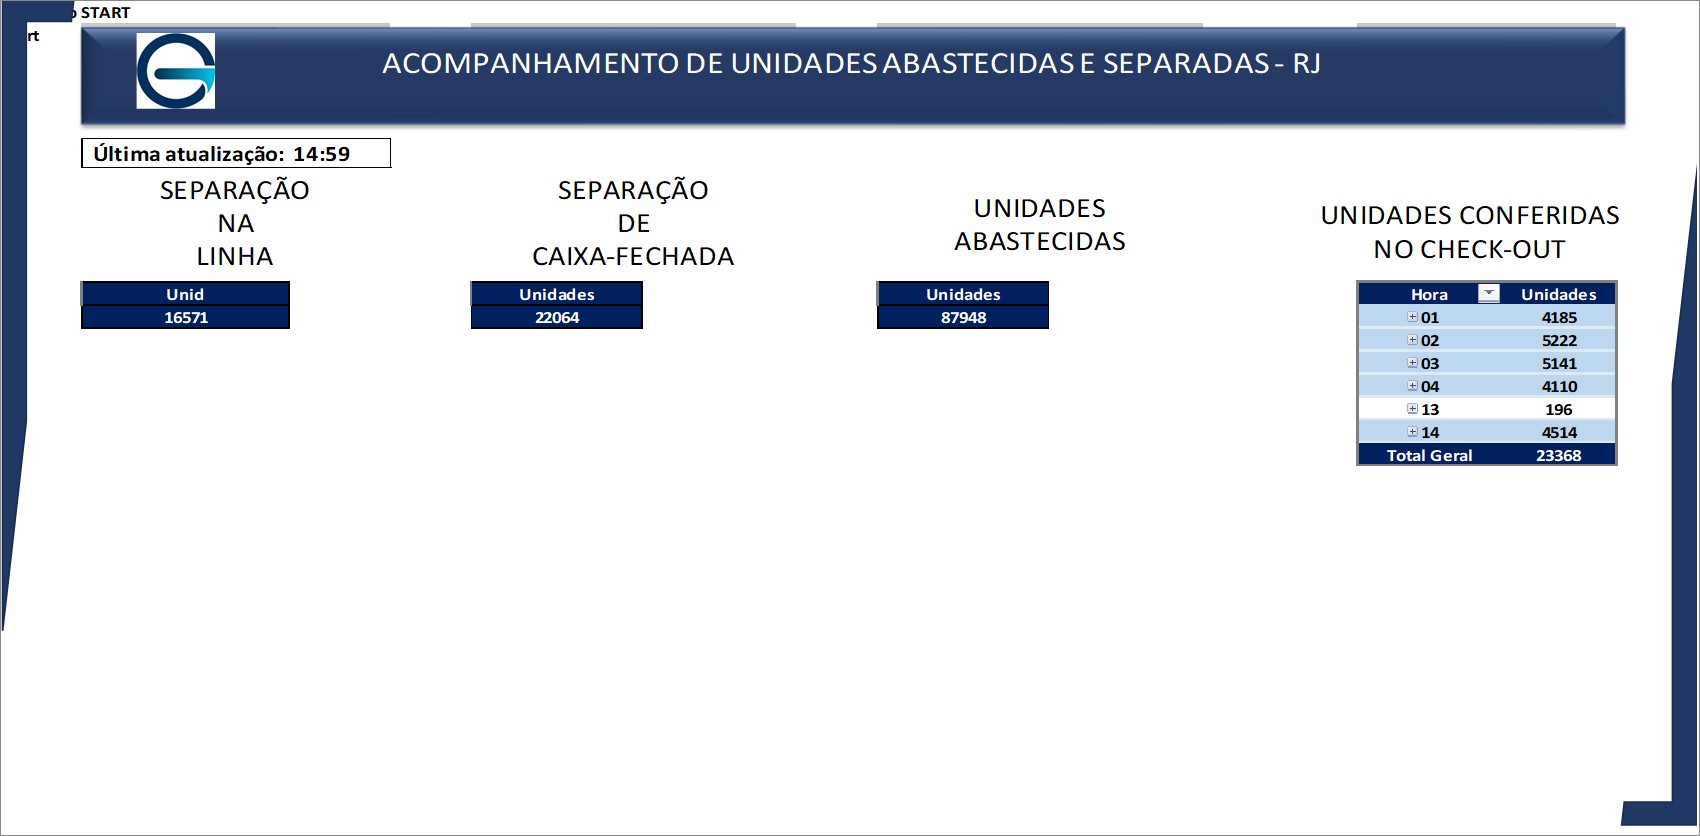 START
rt
ACOMPANHAMENTO DE UNIDADES ABASTECIDAS E SEPARADAS - RJ
Última atualização: 14:59
SEPARAÇÃO
NA
LINHA
Unid
16571
SEPARAÇÃO
DE
CAIXA-FECHADA
Unidades
22064
UNIDADES
ABASTECIDAS
Unidades
87948
UNIDADES CONFERIDAS
NO CHECK-OUT
Hora Unidades
01 4185
02 5222
03 5141
04 4110
13 196
14 4514
Total Geral 23368